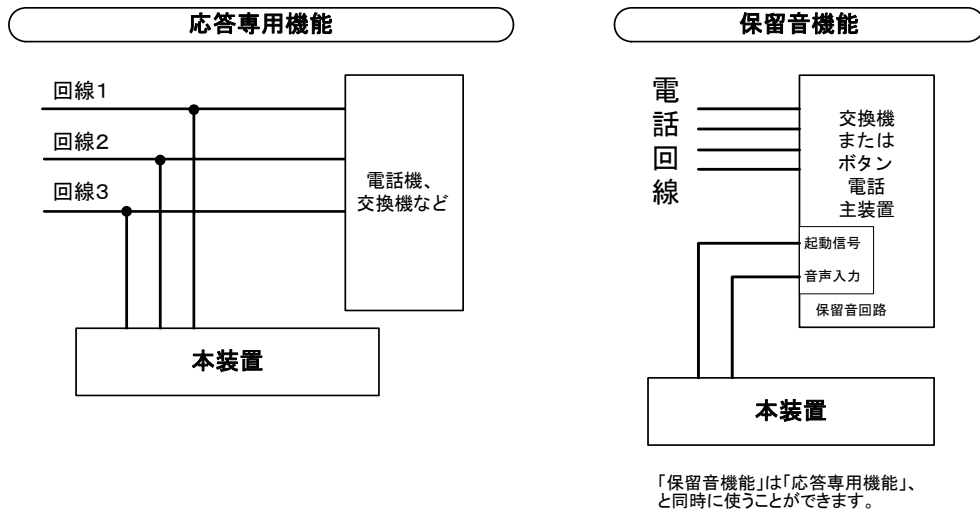 応答専用機能
回線1
回線2
回線3
電話機、
交換機など
本装置
保留音機能
電話回線
交換機
または
ボタン
電話
主装置
起動信号
音声入力
保留音回路
本装置
「保留音機能」は「応答専用機能」、
と同時に使うことができます。